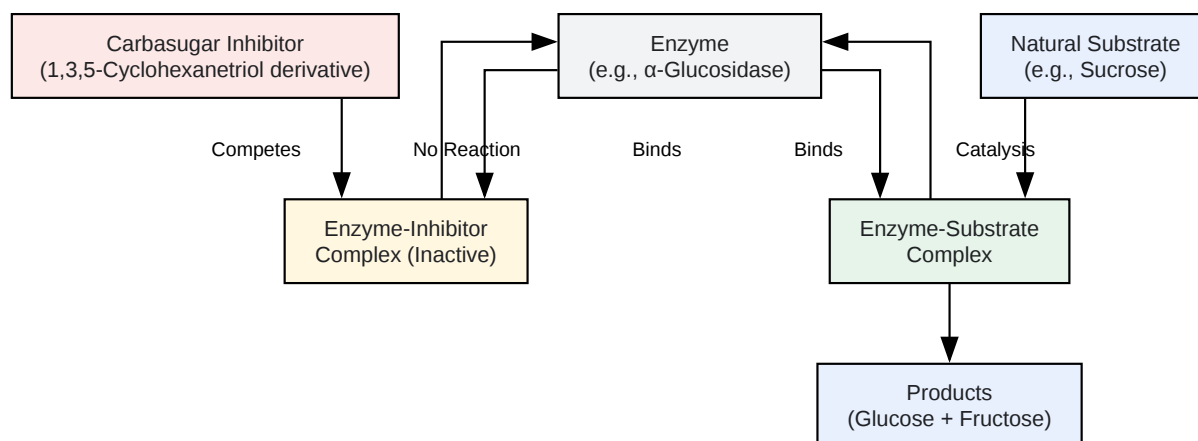 Carbasugar Inhibitor
(1,3,5-Cyclohexanetriol derivative)
Enzyme
(e.g., α-Glucosidase)
Natural Substrate
(e.g., Sucrose)
Competes
No Reaction
Binds
Binds
Catalysis
Enzyme-Inhibitor
Complex (Inactive)
Enzyme-Substrate
Complex
Products
(Glucose + Fructose)